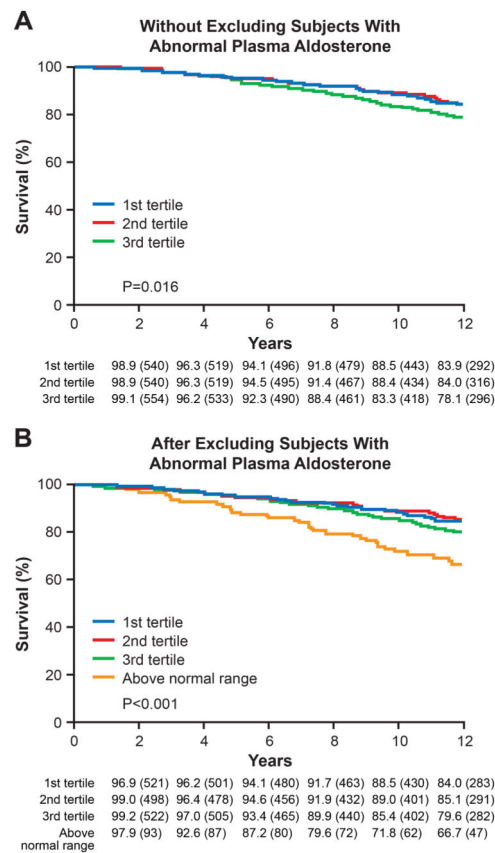 A
Without Excluding Subjects With
Abnormal Plasma Aldosterone
100
80
60
40
20
0
Survival (%)
1st tertile
2nd tertile
3rd tertile
P=0.016
0 2 4 6 8 10 12
Years
1st tertile 98.9 (540) 96.3 (519) 94.1 (496) 91.8 (479) 88.5 (443) 83.9 (292)
2nd tertile 98.9 (540) 96.3 (519) 94.5 (495) 91.4 (467) 88.4 (434) 84.0 (316)
3rd tertile 99.1 (554) 96.2 (533) 92.3 (490) 88.4 (461) 83.3 (418) 78.1 (296)
B
After Excluding Subjects With
Abnormal Plasma Aldosterone
100
80
60
40
20
0
Survival (%)
1st tertile
2nd tertile
3rd tertile
Above normal range
P<0.001
0 2 4 6 8 10 12
Years
1st tertile 96.9 (521) 96.2 (501) 94.1 (480) 91.7 (463) 88.5 (430) 84.0 (283)
2nd tertile 99.0 (498) 96.4 (478) 94.6 (456) 91.9 (432) 89.0 (401) 85.1 (291)
3rd tertile 99.2 (522) 97.0 (505) 93.4 (465) 89.9 (440) 85.4 (402) 79.6 (282)
Above 97.9 (93) 92.6 (87) 87.2 (80) 79.6 (72) 71.8 (62) 66.7 (47)
normal range